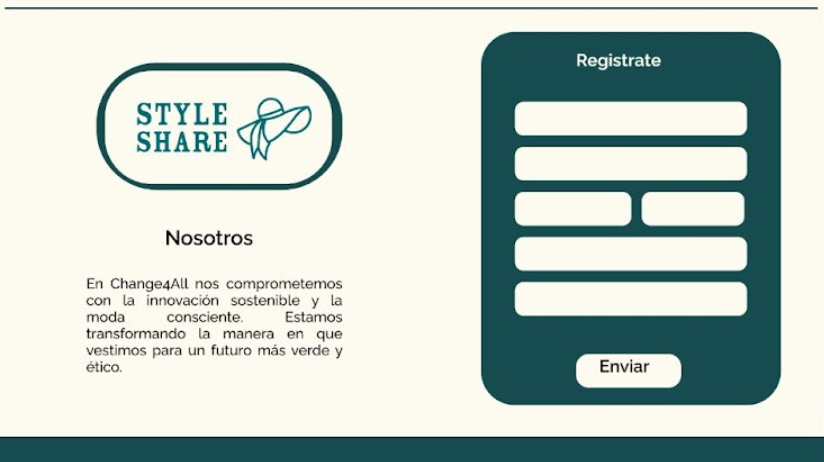 STYLE
SHARE
Nosotros
En Change4All nos comprometemos
con la innovación sostenible y la
moda consciente. Estamos
transformando la manera en que
vestimos para un futuro más verde y
ético.
Registrate
Enviar